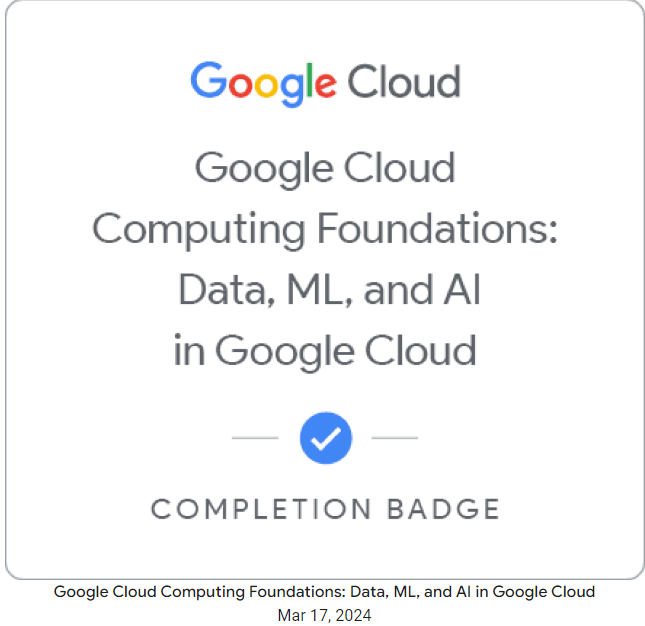 Google Cloud
Google Cloud
Computing Foundations:
Data, ML, and AI
in Google Cloud
COMPLETION BADGE
Google Cloud Computing Foundations: Data, ML, and AI in Google Cloud
Mar 17, 2024